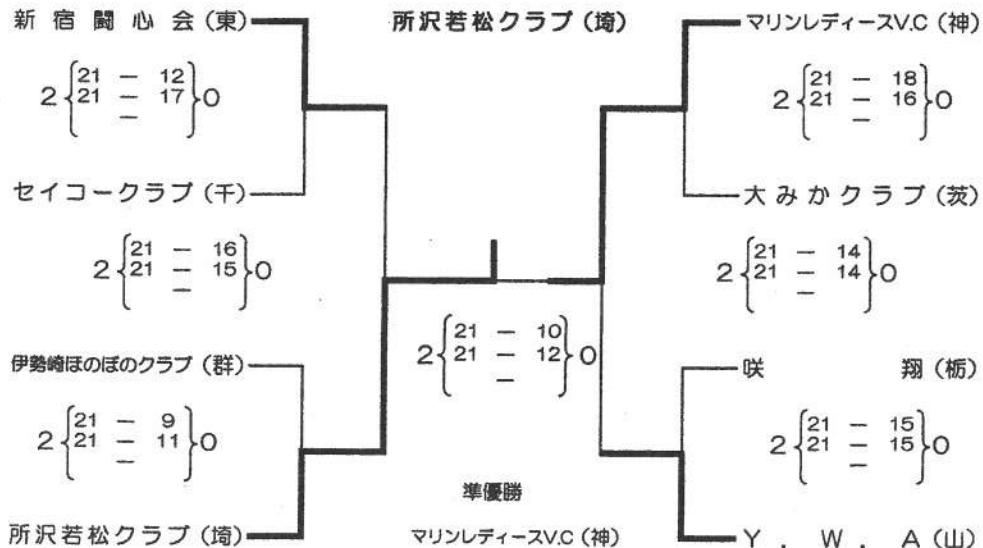 新宿闘心会(東)
所沢若松クラブ(埼)
マリンレディースV.C(神)
2 {21 － 12 21 － 17 －} 0
2 {21 － 18 21 － 16 －} 0
セイコークラブ(千)
大みかクラブ(茨)
2 {21 － 16 21 － 15 －} 0
2 {21 － 14 21 － 14 －} 0
2 {21 － 10 21 － 12 －} 0
伊勢崎ほのぼのクラブ(群)
咲 翔(栃)
2 {21 － 9 21 － 11 －} 0
2 {21 － 15 21 － 15 －} 0
準優勝
所沢若松クラブ(埼)
マリンレディースV.C(神)
Y．W．A(山)